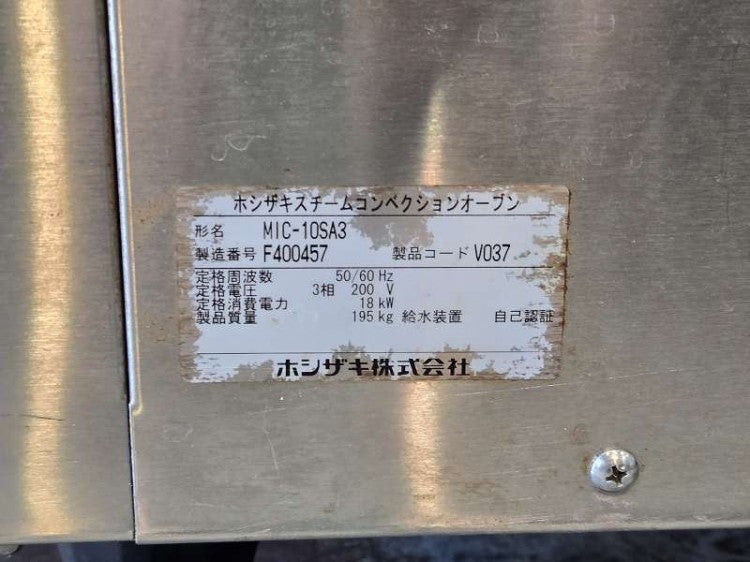 ホシザキスチームコンベクションオーブン
形名 MIC-10SA3
製造番号 F400457 製品コード V037
定格周波数 50/60 Hz
定格電圧 3相 200 V
定格消費電力 18 kW
製品質量 195 kg 給水装置 自己認証
ホシザキ株式会社